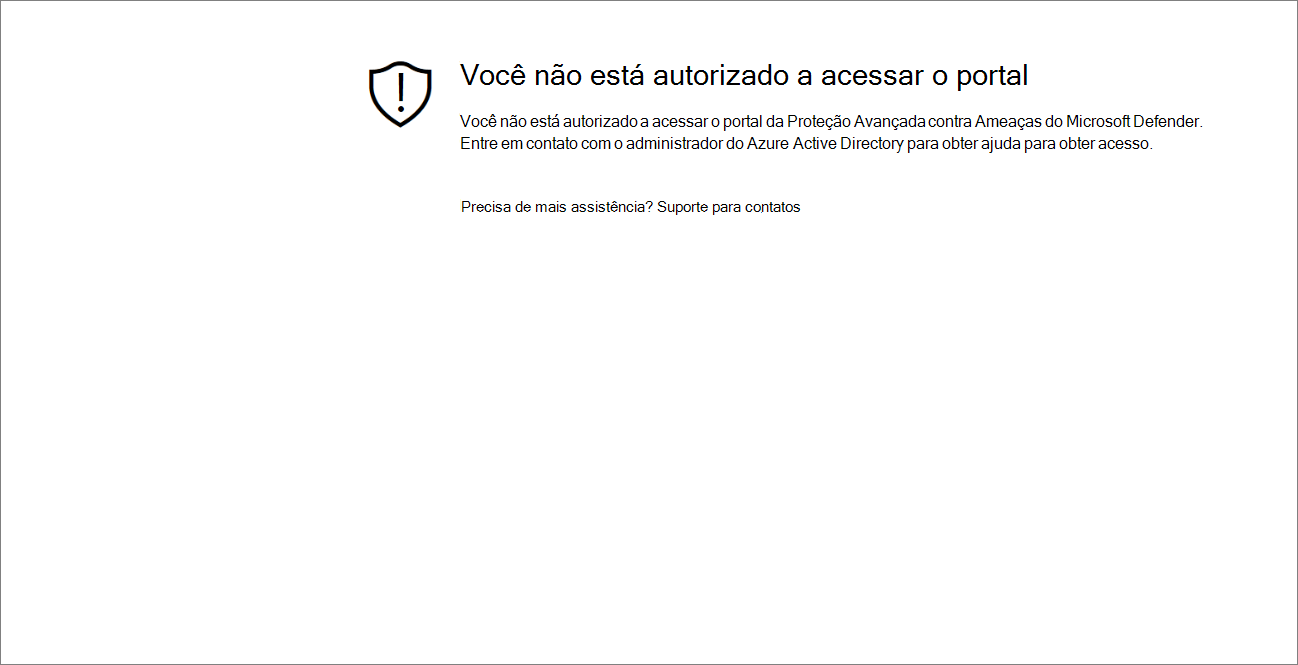 Você não está autorizado a acessar o portal
Você não está autorizado a acessar o portal da Proteção Avançada contra Ameaças do Microsoft Defender.
Entre em contato com o administrador do Azure Active Directory para obter ajuda para obter acesso.
Precisa de mais assistência? Suporte para contatos